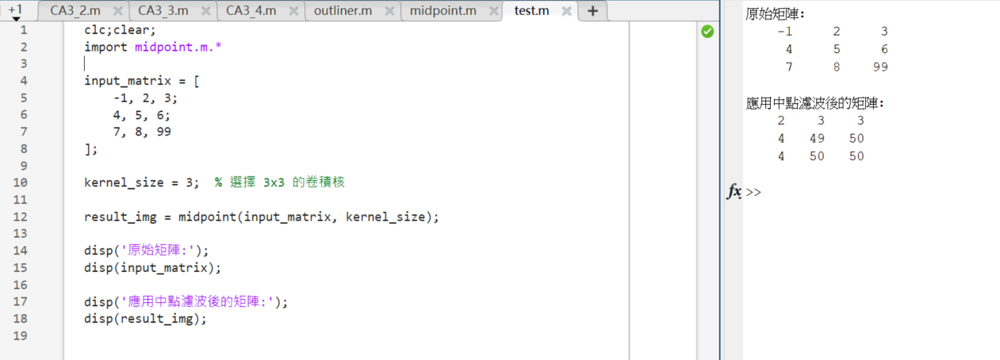 +1 CA3_2.m CA3_3.m CA3_4.m outliner.m midpoint.m test.m +
1 clc;clear;
2 import midpoint.m.*
3
4 input_matrix = [
5 -1, 2, 3;
6 4, 5, 6;
7 7, 8, 99
8 ];
9
10 kernel_size = 3; % 選擇 3x3 的卷積核
11
12 result_img = midpoint(input_matrix, kernel_size);
13
14 disp('原始矩陣:');
15 disp(input_matrix);
16
17 disp('應用中點濾波後的矩陣:');
18 disp(result_img);
19
原始矩陣:
-1 2 3
4 5 6
7 8 99
應用中點濾波後的矩陣:
2 3 3
4 49 50
4 50 50
fx >>